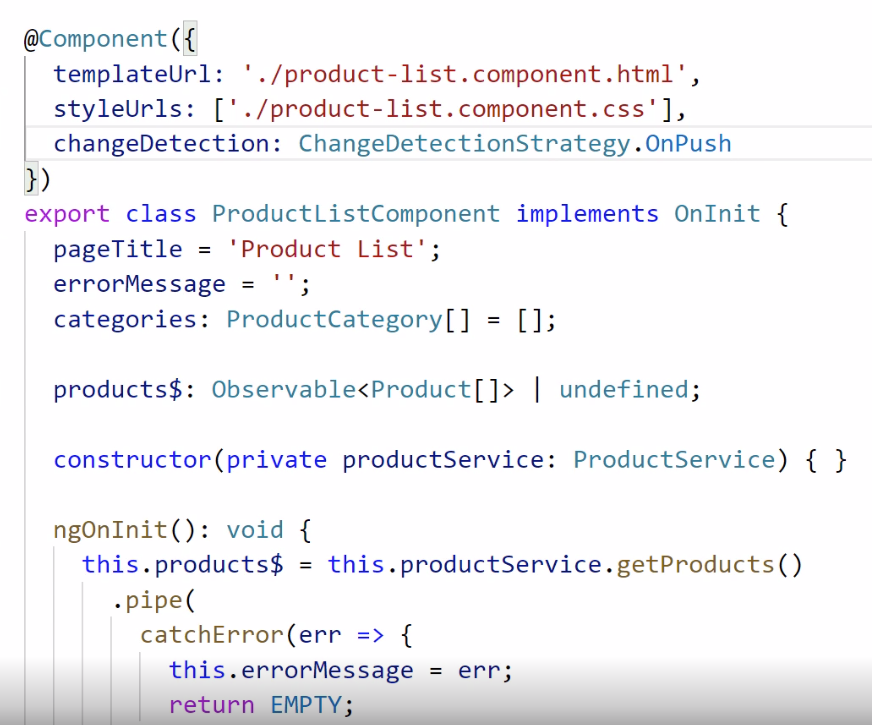 @Component({
  templateUrl: './product-list.component.html',
  styleUrls: ['./product-list.component.css'],
  changeDetection: ChangeDetectionStrategy.OnPush
})
export class ProductListComponent implements OnInit {
  pageTitle = 'Product List';
  errorMessage = '';
  categories: ProductCategory[] = [];

  products$: Observable<Product[]> | undefined;

  constructor(private productService: ProductService) { }

  ngOnInit(): void {
    this.products$ = this.productService.getProducts()
      .pipe(
        catchError(err => {
          this.errorMessage = err;
          return EMPTY;